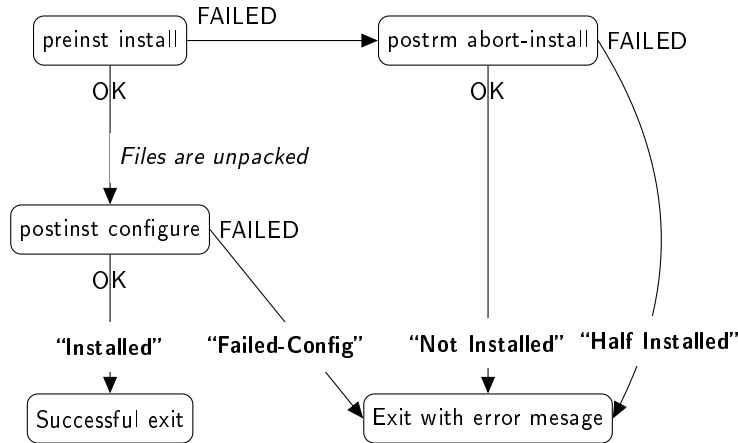 FAILED
preinst install
postrm abort-install
FAILED
OK
OK
Files are unpacked
postinst configure
FAILED
OK
“Installed”
“Failed-Config”
“Not Installed”
“Half Installed”
Successful exit
Exit with error mesage